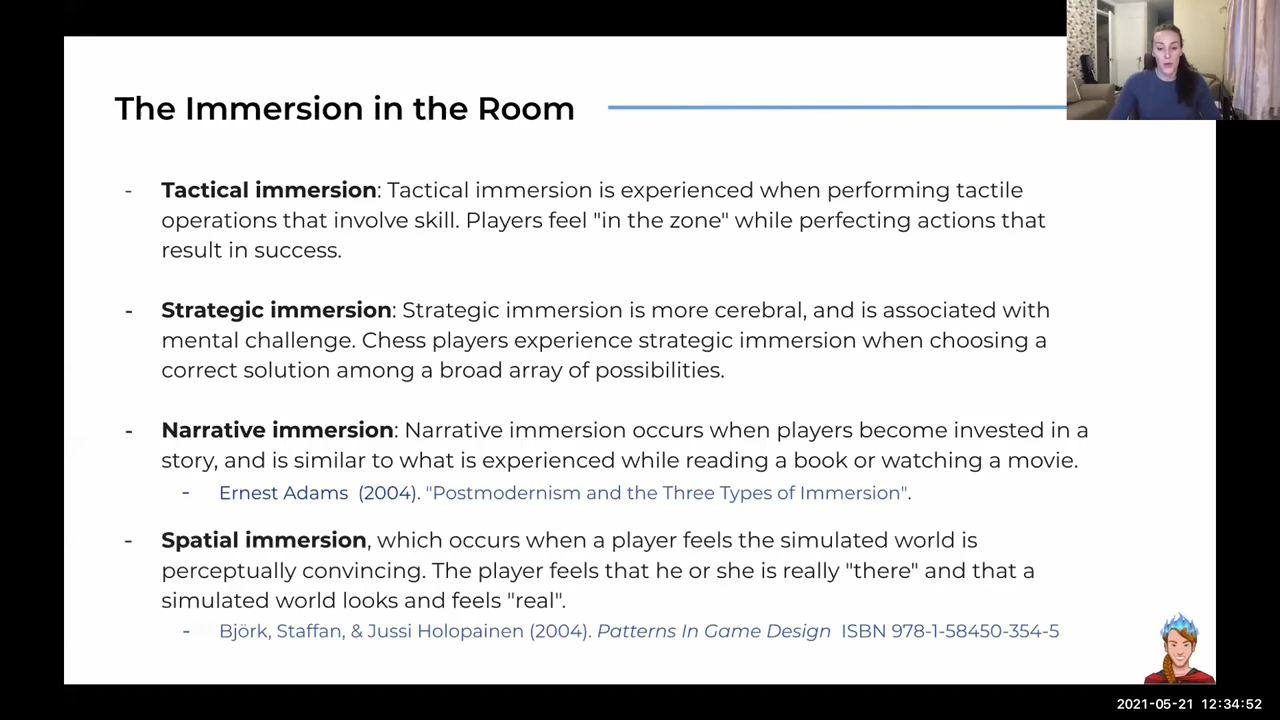 The Immersion in the Room
- Tactical immersion: Tactical immersion is experienced when performing tactile
operations that involve skill. Players feel "in the zone" while perfecting actions that
result in success.
- Strategic immersion: Strategic immersion is more cerebral, and is associated with
mental challenge. Chess players experience strategic immersion when choosing a
correct solution among a broad array of possibilities.
- Narrative immersion: Narrative immersion occurs when players become invested in a
story, and is similar to what is experienced while reading a book or watching a movie.
- Ernest Adams (2004). "Postmodernism and the Three Types of Immersion".
- Spatial immersion, which occurs when a player feels the simulated world is
perceptually convincing. The player feels that he or she is really "there" and that a
simulated world looks and feels "real".
- Björk, Staffan, & Jussi Holopainen (2004). Patterns In Game Design ISBN 978-1-58450-354-5
2021-05-21 12:34:52